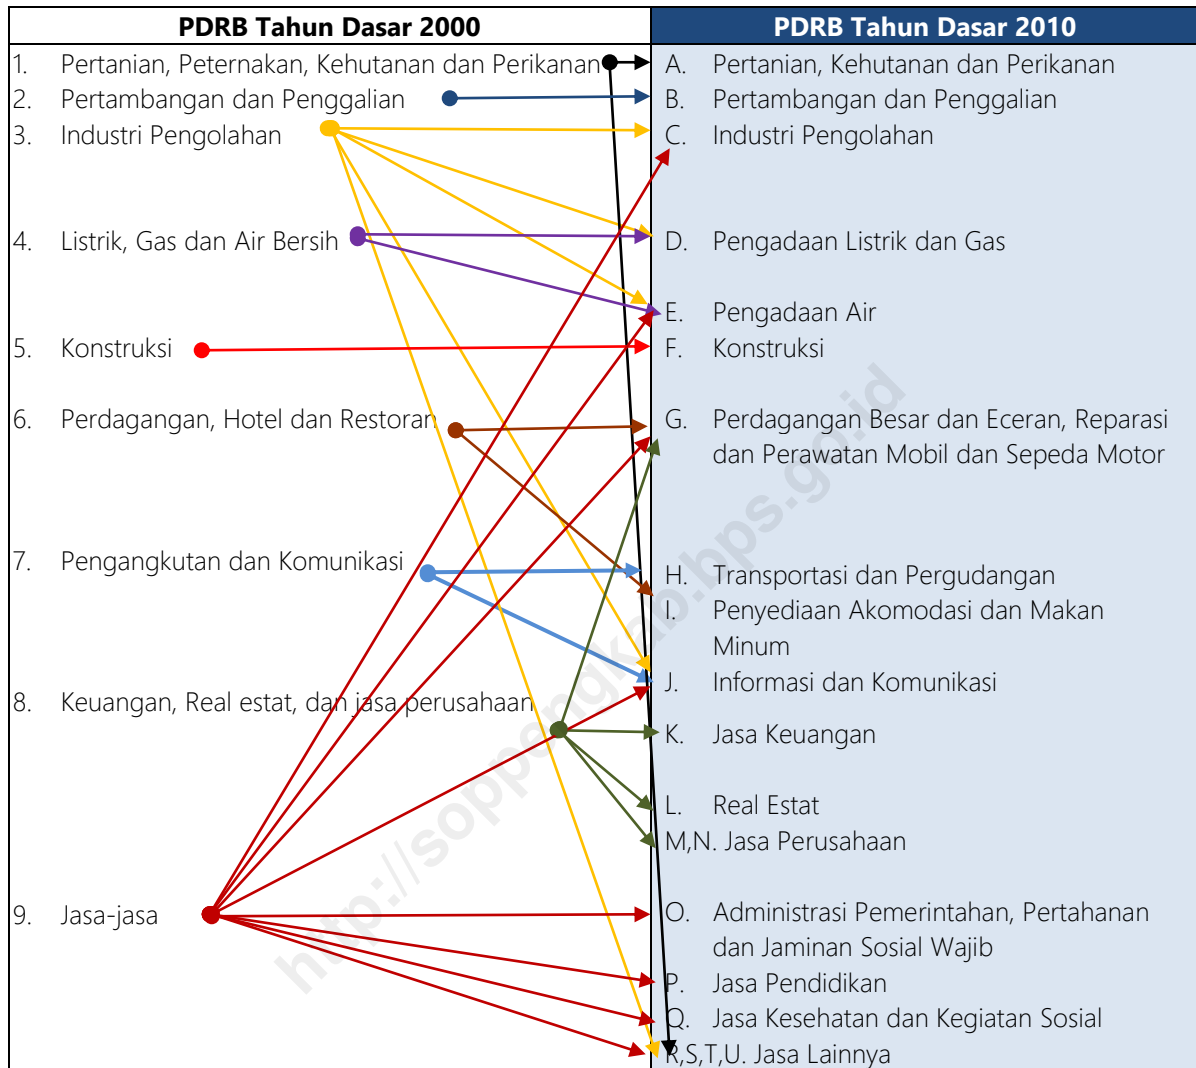 PDRB Tahun Dasar 2000
PDRB Tahun Dasar 2010
1. Pertanian, Peternakan, Kehutanan dan Perikanan
2. Pertambangan dan Penggalian
3. Industri Pengolahan
4. Listrik, Gas dan Air Bersih
5. Konstruksi
6. Perdagangan, Hotel dan Restoran
7. Pengangkutan dan Komunikasi
8. Keuangan, Real estat, dan jasa perusahaan
9. Jasa-jasa
A. Pertanian, Kehutanan dan Perikanan
B. Pertambangan dan Penggalian
C. Industri Pengolahan
D. Pengadaan Listrik dan Gas
E. Pengadaan Air
F. Konstruksi
G. Perdagangan Besar dan Eceran, Reparasi
dan Perawatan Mobil dan Sepeda Motor
H. Transportasi dan Pergudangan
I. Penyediaan Akomodasi dan Makan
Minum
J. Informasi dan Komunikasi
K. Jasa Keuangan
L. Real Estat
M,N. Jasa Perusahaan
O. Administrasi Pemerintahan, Pertahanan
dan Jaminan Sosial Wajib
P. Jasa Pendidikan
Q. Jasa Kesehatan dan Kegiatan Sosial
R,S,T,U. Jasa Lainnya
http://soppengkab.bps.go.id